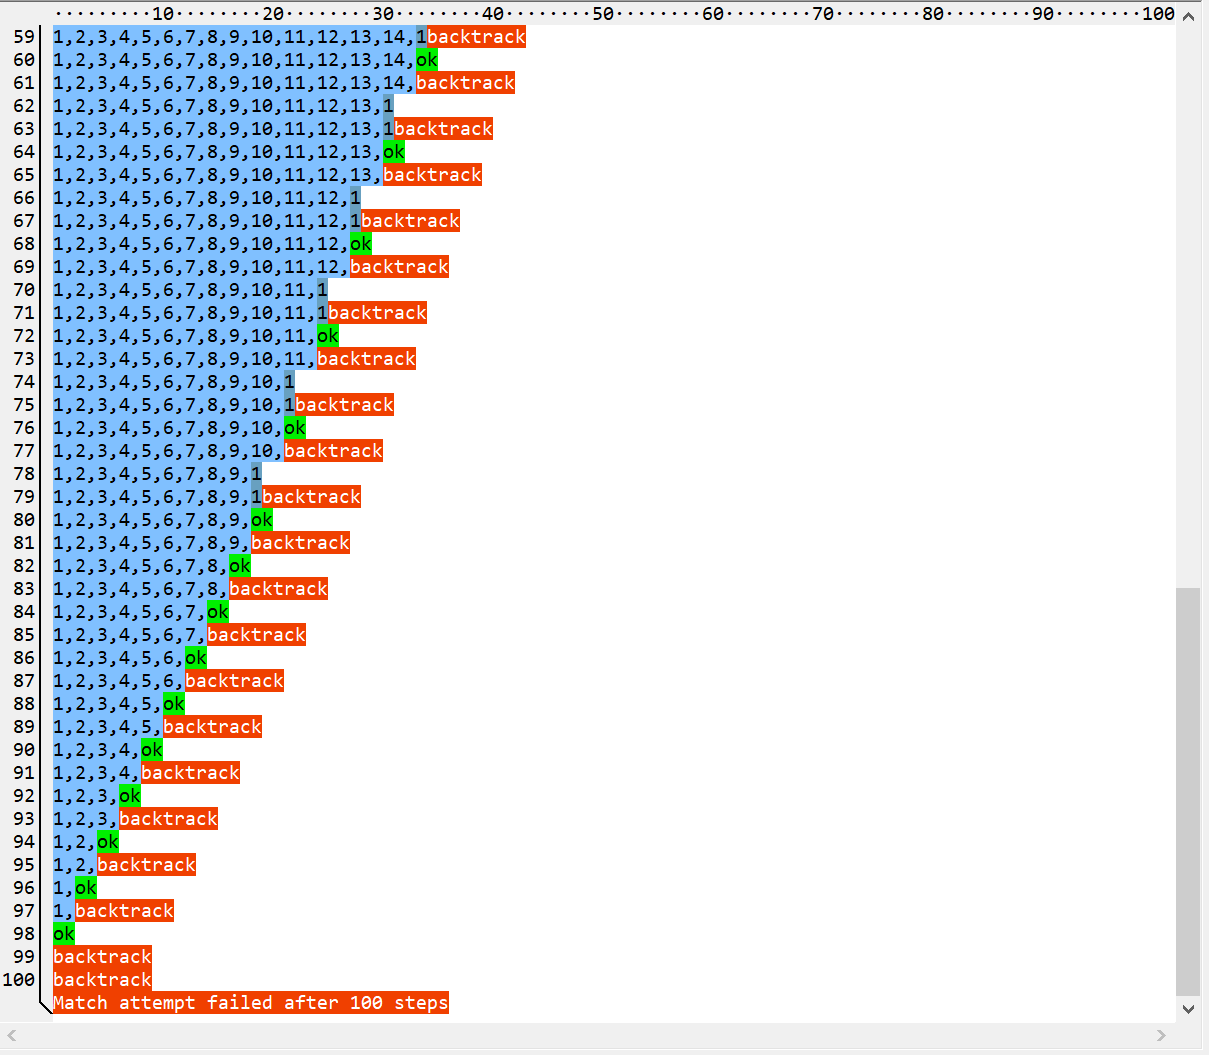 ········10········20········30········40········50········60········70········80········90········100
59 1,2,3,4,5,6,7,8,9,10,11,12,13,14,1backtrack
60 1,2,3,4,5,6,7,8,9,10,11,12,13,14,ok
61 1,2,3,4,5,6,7,8,9,10,11,12,13,14,backtrack
62 1,2,3,4,5,6,7,8,9,10,11,12,13,1
63 1,2,3,4,5,6,7,8,9,10,11,12,13,1backtrack
64 1,2,3,4,5,6,7,8,9,10,11,12,13,ok
65 1,2,3,4,5,6,7,8,9,10,11,12,13,backtrack
66 1,2,3,4,5,6,7,8,9,10,11,12,1
67 1,2,3,4,5,6,7,8,9,10,11,12,1backtrack
68 1,2,3,4,5,6,7,8,9,10,11,12,ok
69 1,2,3,4,5,6,7,8,9,10,11,12,backtrack
70 1,2,3,4,5,6,7,8,9,10,11,1
71 1,2,3,4,5,6,7,8,9,10,11,1backtrack
72 1,2,3,4,5,6,7,8,9,10,11,ok
73 1,2,3,4,5,6,7,8,9,10,11,backtrack
74 1,2,3,4,5,6,7,8,9,10,1
75 1,2,3,4,5,6,7,8,9,10,1backtrack
76 1,2,3,4,5,6,7,8,9,10,ok
77 1,2,3,4,5,6,7,8,9,10,backtrack
78 1,2,3,4,5,6,7,8,9,1
79 1,2,3,4,5,6,7,8,9,1backtrack
80 1,2,3,4,5,6,7,8,9,ok
81 1,2,3,4,5,6,7,8,9,backtrack
82 1,2,3,4,5,6,7,8,ok
83 1,2,3,4,5,6,7,8,backtrack
84 1,2,3,4,5,6,7,ok
85 1,2,3,4,5,6,7,backtrack
86 1,2,3,4,5,6,ok
87 1,2,3,4,5,6,backtrack
88 1,2,3,4,5,ok
89 1,2,3,4,5,backtrack
90 1,2,3,4,ok
91 1,2,3,4,backtrack
92 1,2,3,ok
93 1,2,3,backtrack
94 1,2,ok
95 1,2,backtrack
96 1,ok
97 1,backtrack
98 ok
99 backtrack
100 backtrack
Match attempt failed after 100 steps